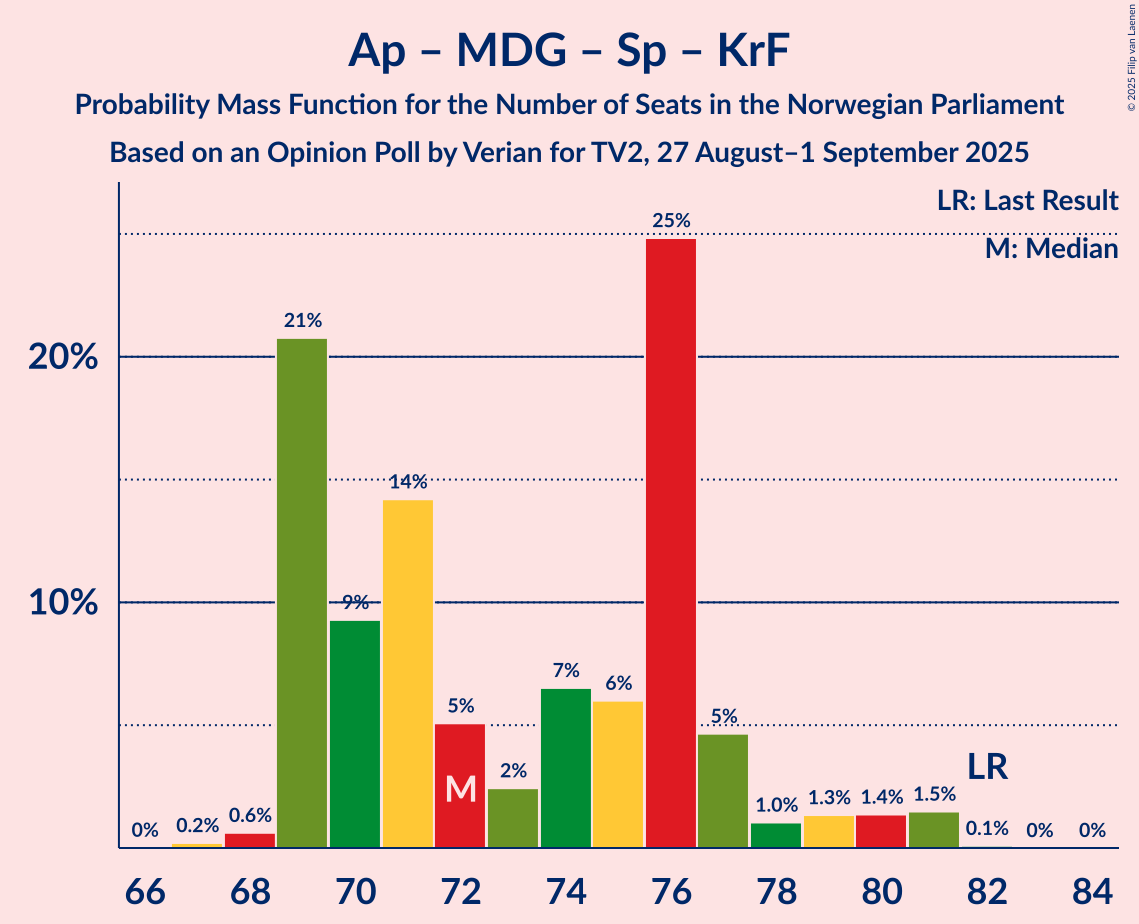 Ap – MDG – Sp – KrF
Probability Mass Function for the Number of Seats in the Norwegian Parliament
Based on an Opinion Poll by Verian for TV2, 27 August–1 September 2025
© 2025 Filip van Laenen
LR: Last Result
M: Median
20%
10%
0%
0.2%
0.6%
21%
9%
14%
5%
2%
7%
6%
25%
5%
1.0%
1.3%
1.4%
1.5%
0.1%
0%
0%
M
LR
66 68 70 72 74 76 78 80 82 84